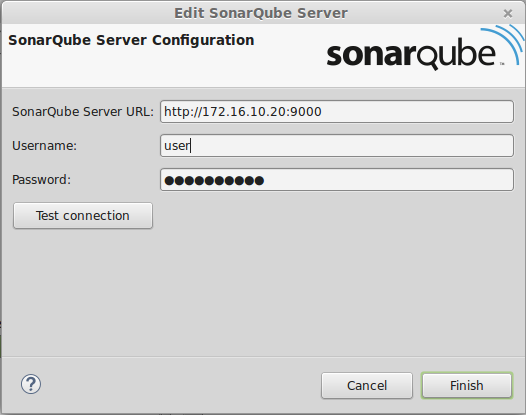 Edit SonarQube Server
SonarQube Server Configuration
sonarqube™
SonarQube Server URL: http://172.16.10.20:9000
Username: user
Password: ●●●●●●●●●●
Test connection
?
Cancel Finish